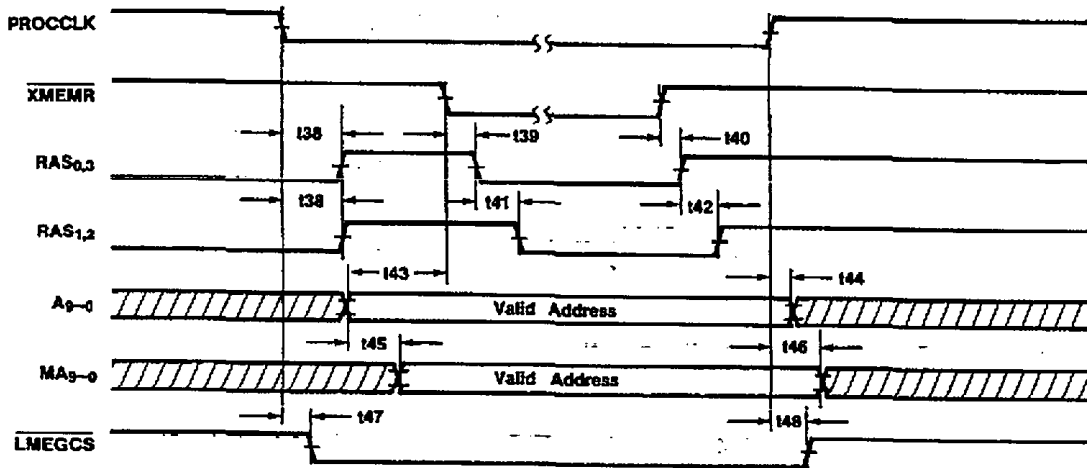 PROCCLK
XMEMR
t38 t39 t40
RAS0,3
t38 t41 t42
RAS1,2
t43 t44
A9–0 Valid Address
t45 t46
MA9–0 Valid Address
t47 t48
LMEGCS